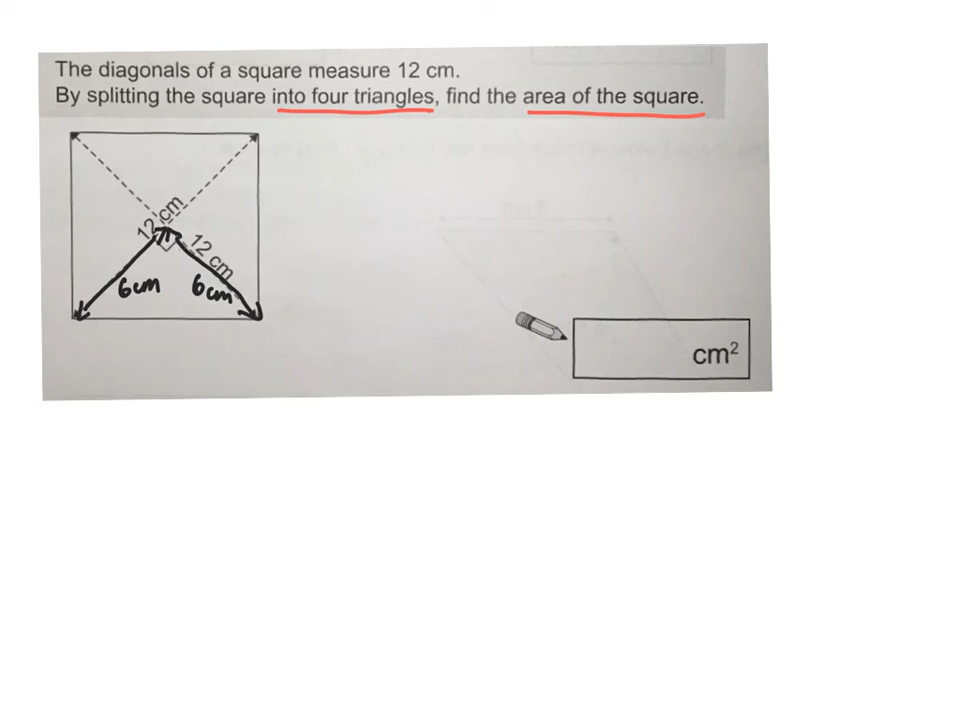 The diagonals of a square measure 12 cm.
By splitting the square into four triangles, find the area of the square.
12 cm
12 cm
6cm
6cm
cm²